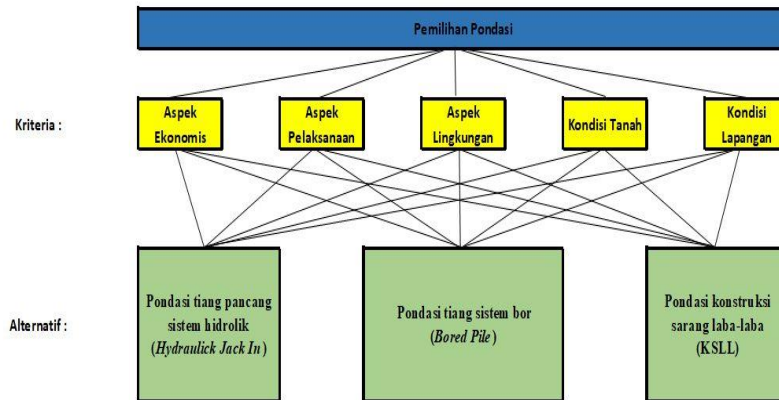 Pemilihan Pondasi
Kriteria :
Aspek
Ekonomis
Aspek
Pelaksanaan
Aspek
Lingkungan
Kondisi Tanah
Kondisi
Lapangan
Alternatif :
Pondasi tiang pancang
sistem hidrolik
(Hydraulick Jack In)
Pondasi tiang sistem bor
(Bored Pile)
Pondasi konstruksi
sarang laba-laba
(KSLL)